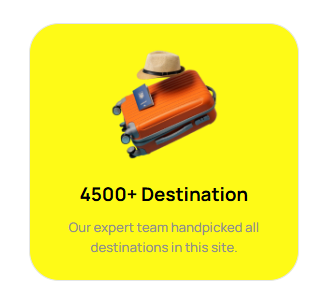 4500+ Destination
Our expert team handpicked all
destinations in this site.